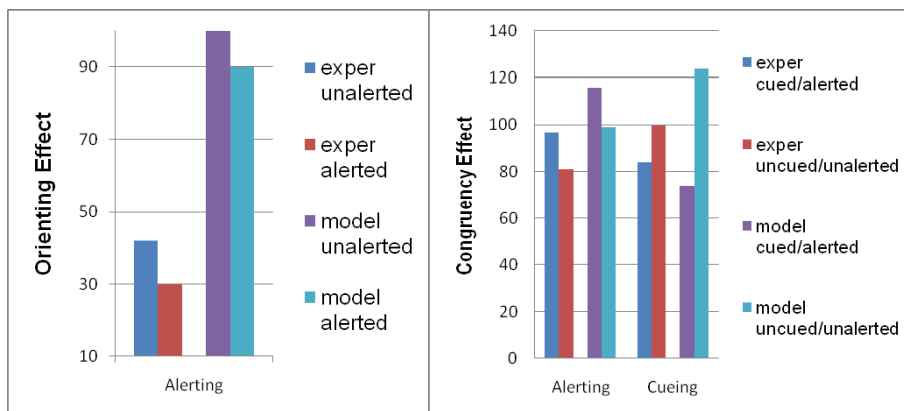 Orienting Effect
90
70
50
30
10
Alerting
exper
unalerted
exper
alerted
model
unalerted
model
alerted
Congruency Effect
140
120
100
80
60
40
20
0
Alerting
Cueing
exper
cued/alerted
exper
uncued/unalerted
model
cued/alerted
model
uncued/unalerted